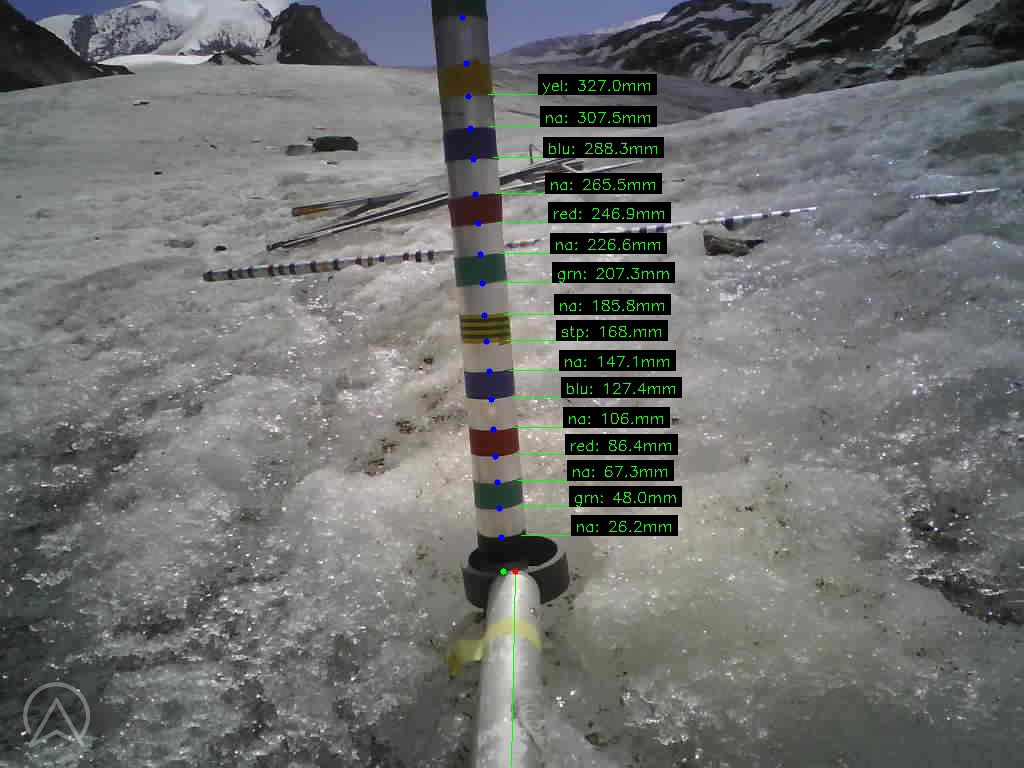 yel: 327.0mm
na: 307.5mm
blu: 288.3mm
na: 265.5mm
red: 246.9mm
na: 226.6mm
grn: 207.3mm
na: 185.8mm
stp: 168.mm
na: 147.1mm
blu: 127.4mm
na: 106.mm
red: 86.4mm
na: 67.3mm
grn: 48.0mm
na: 26.2mm